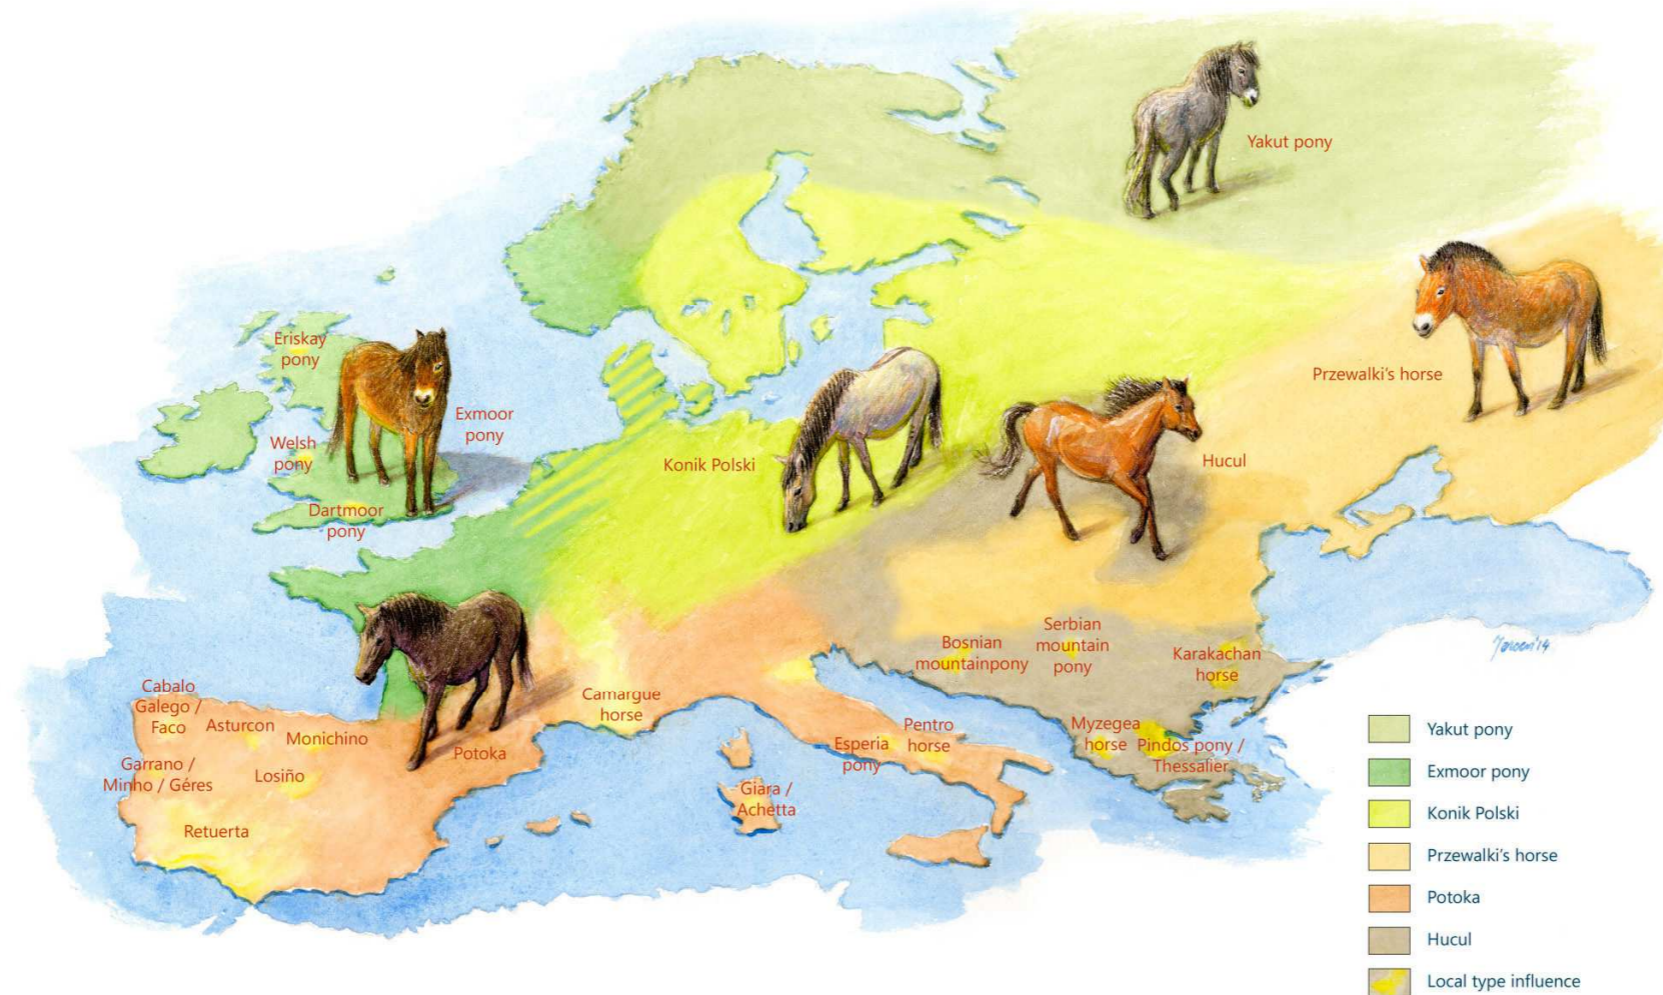 Yakut pony
Przewalki's horse
Eriskay
pony
Exmoor
pony
Welsh
pony
Dartmoor
pony
Konik Polski
Hucul
Bosnian
mountainpony
Serbian
mountain
pony
Karakachan
horse
Cabalo
Galego /
Faco
Asturcon
Monichino
Camargue
horse
Potoka
Garrano /
Minho / Géres
Losiño
Retuerta
Giara /
Achetta
Esperia
pony
Pentro
horse
Myzegea
horse
Pindos pony /
Thessalier
Yakut pony
Exmoor pony
Konik Polski
Przewalki's horse
Potoka
Hucul
Local type influence